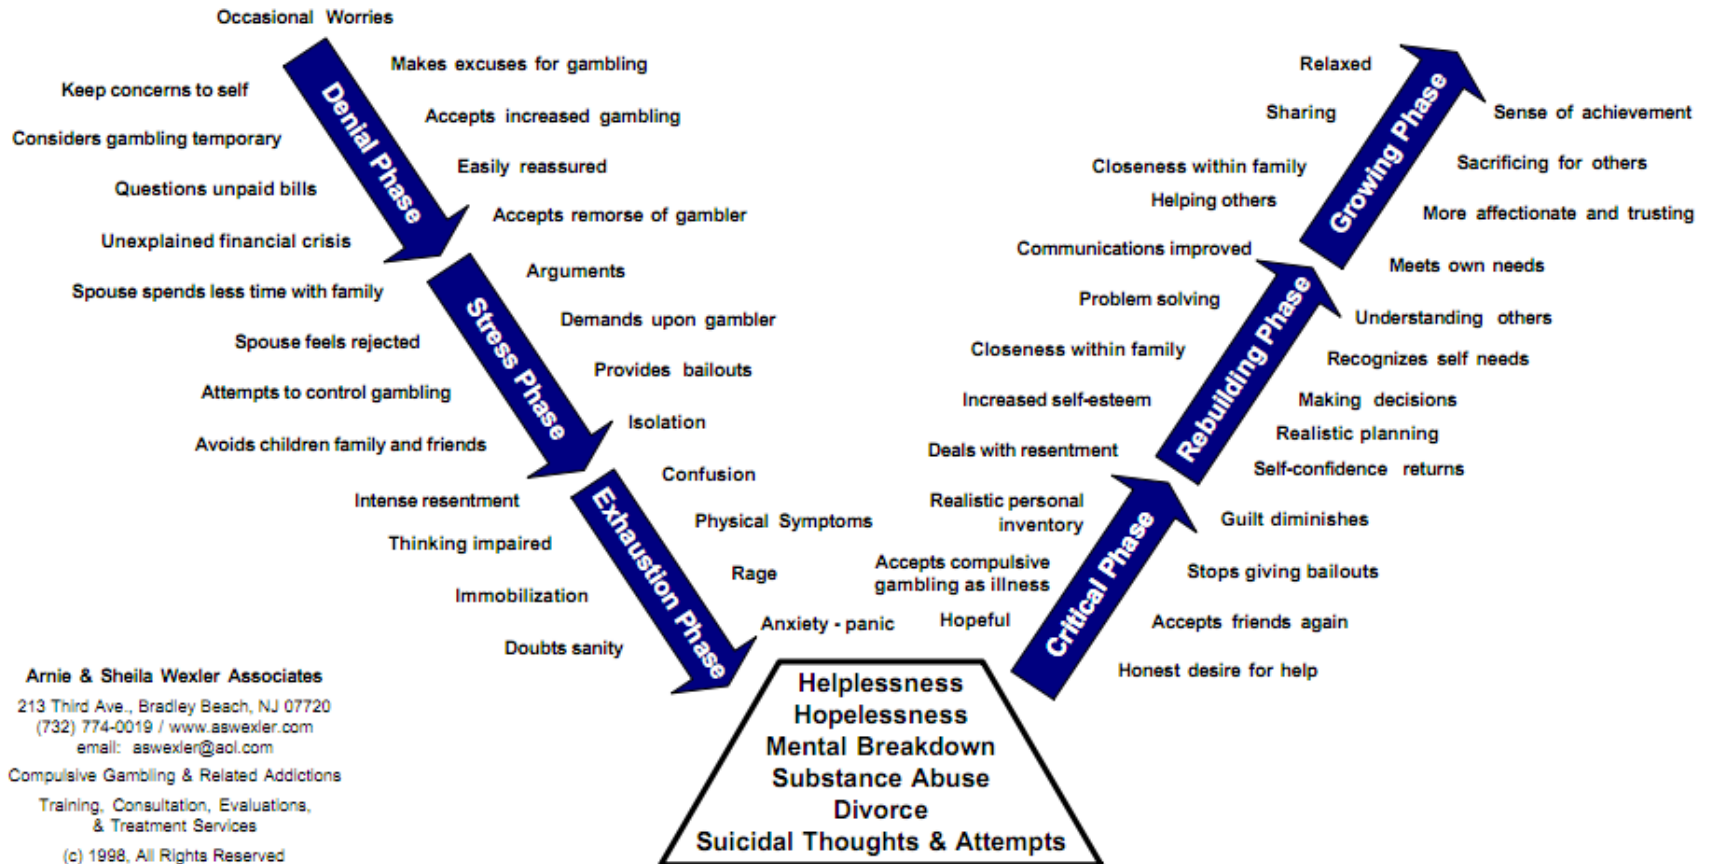 Occasional Worries
Makes excuses for gambling
Keep concerns to self
Accepts increased gambling
Considers gambling temporary
Easily reassured
Questions unpaid bills
Accepts remorse of gambler
Unexplained financial crisis
Denial Phase
Arguments
Spouse spends less time with family
Demands upon gambler
Spouse feels rejected
Provides bailouts
Attempts to control gambling
Isolation
Avoids children family and friends
Stress Phase
Confusion
Intense resentment
Physical Symptoms
Thinking impaired
Rage
Immobilization
Anxiety - panic
Doubts sanity
Exhaustion Phase
Helplessness
Hopelessness
Mental Breakdown
Substance Abuse
Divorce
Suicidal Thoughts & Attempts
Relaxed
Sharing
Sense of achievement
Closeness within family
Sacrificing for others
Helping others
More affectionate and trusting
Growing Phase
Communications improved
Meets own needs
Problem solving
Understanding others
Closeness within family
Recognizes self needs
Increased self-esteem
Making decisions
Realistic planning
Deals with resentment
Self-confidence returns
Rebuilding Phase
Realistic personal
inventory
Guilt diminishes
Accepts compulsive
gambling as illness
Stops giving bailouts
Hopeful
Accepts friends again
Honest desire for help
Critical Phase
Arnie & Sheila Wexler Associates
213 Third Ave., Bradley Beach, NJ 07720
(732) 774-0019 / www.aswexler.com
email: aswexler@aol.com
Compulsive Gambling & Related Addictions
Training, Consultation, Evaluations,
& Treatment Services
(c) 1998, All Rights Reserved